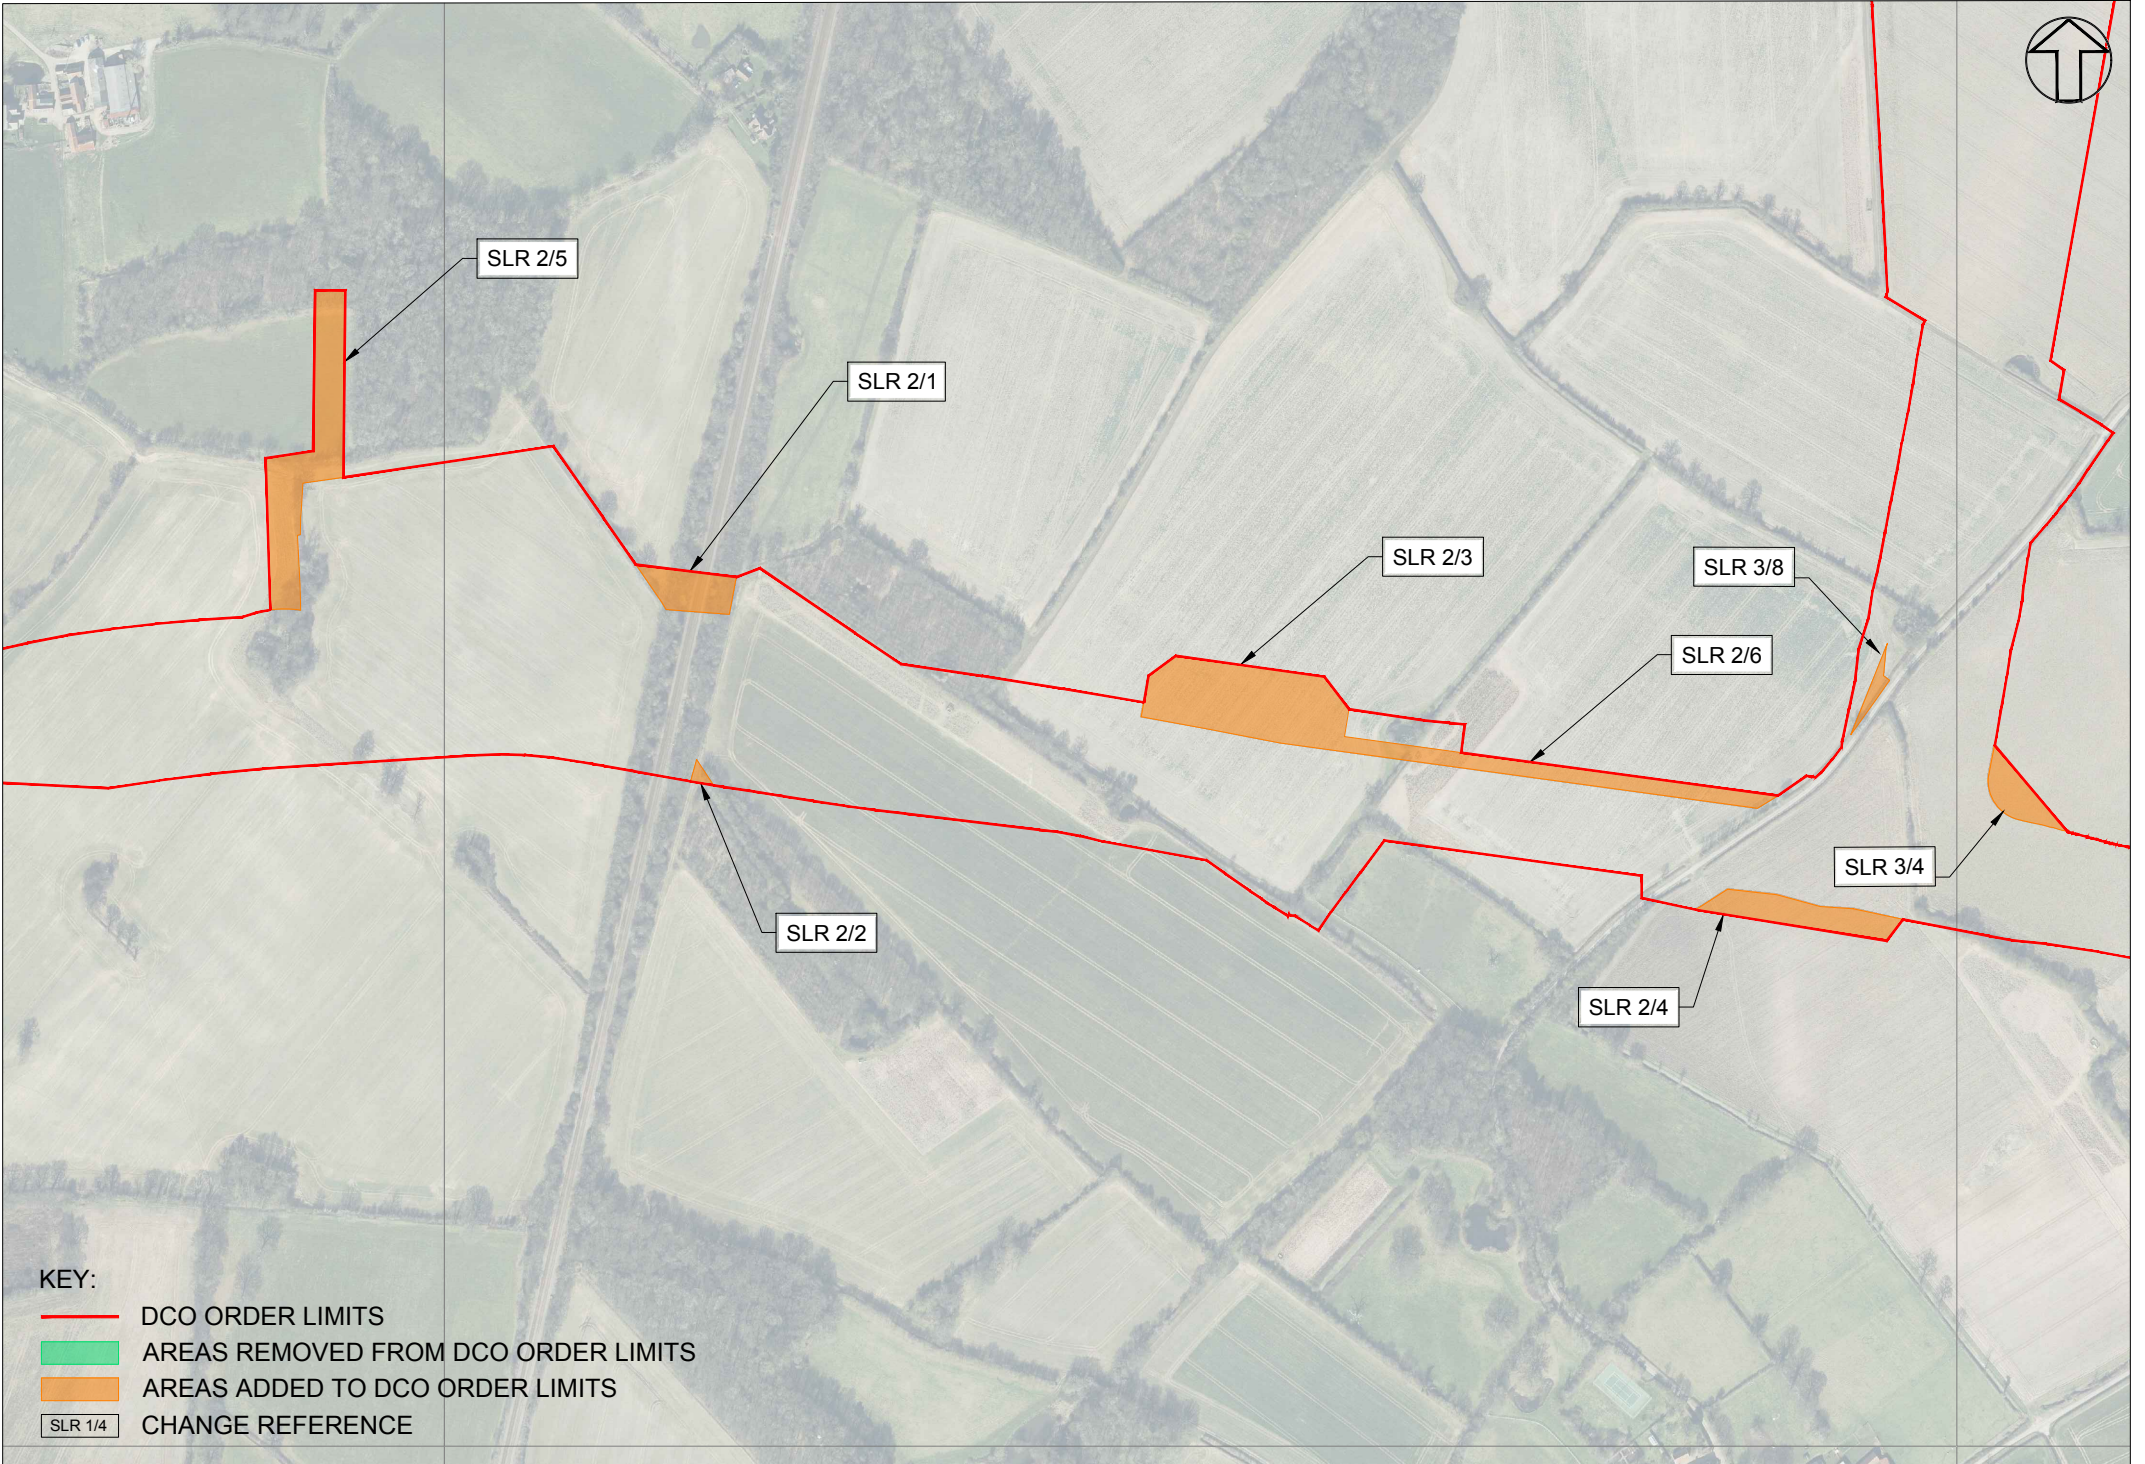 SLR 2/5
SLR 2/1
SLR 2/3
SLR 3/8
SLR 2/6
SLR 3/4
SLR 2/2
SLR 2/4
KEY:
DCO ORDER LIMITS
AREAS REMOVED FROM DCO ORDER LIMITS
AREAS ADDED TO DCO ORDER LIMITS
SLR 1/4 CHANGE REFERENCE